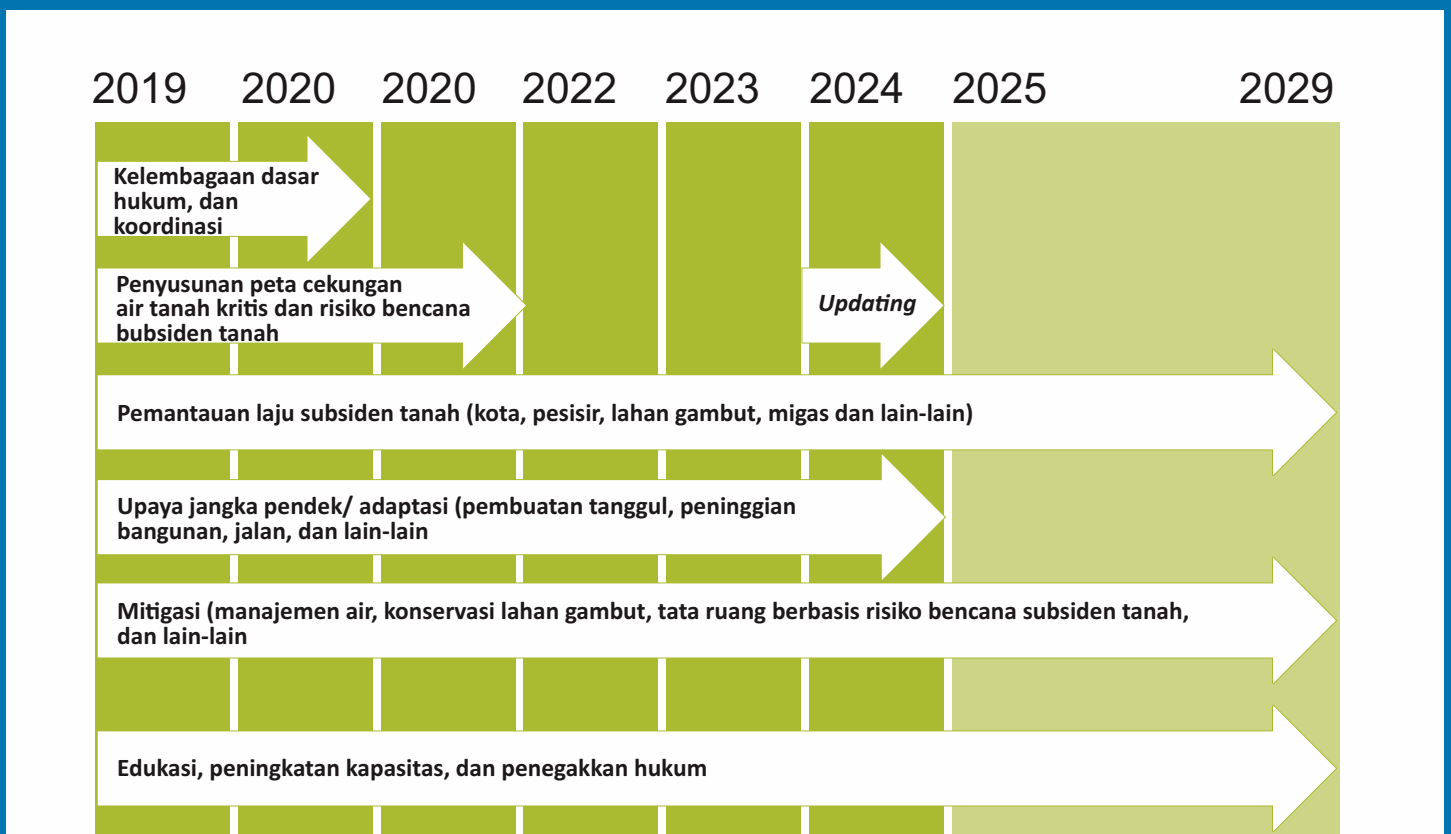 2019 2020 2020 2022 2023 2024 2025 2029
Kelembagaan dasar
hukum, dan
koordinasi
Penyusunan peta cekungan
air tanah kritis dan risiko bencana
bubsiden tanah
Updating
Pemantauan laju subsiden tanah (kota, pesisir, lahan gambut, migas dan lain-lain)
Upaya jangka pendek/ adaptasi (pembuatan tanggul, peninggian
bangunan, jalan, dan lain-lain
Mitigasi (manajemen air, konservasi lahan gambut, tata ruang berbasis risiko bencana subsiden tanah,
dan lain-lain
Edukasi, peningkatan kapasitas, dan penegakkan hukum